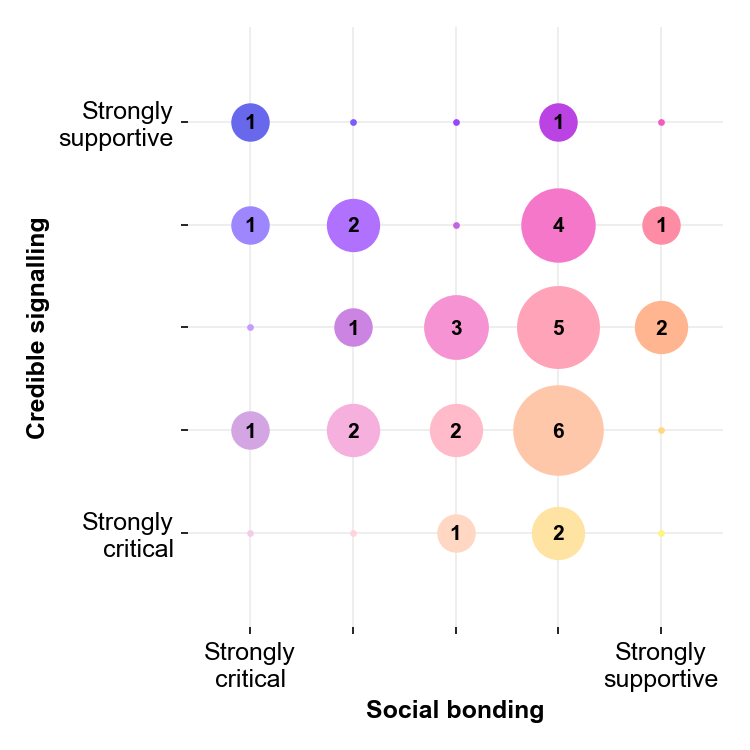 Strongly
supportive
1 1
1 2 4 1
1 3 5 2
1 2 2 6
Strongly
critical
1 2
Credible signalling
Strongly
critical
Strongly
supportive
Social bonding